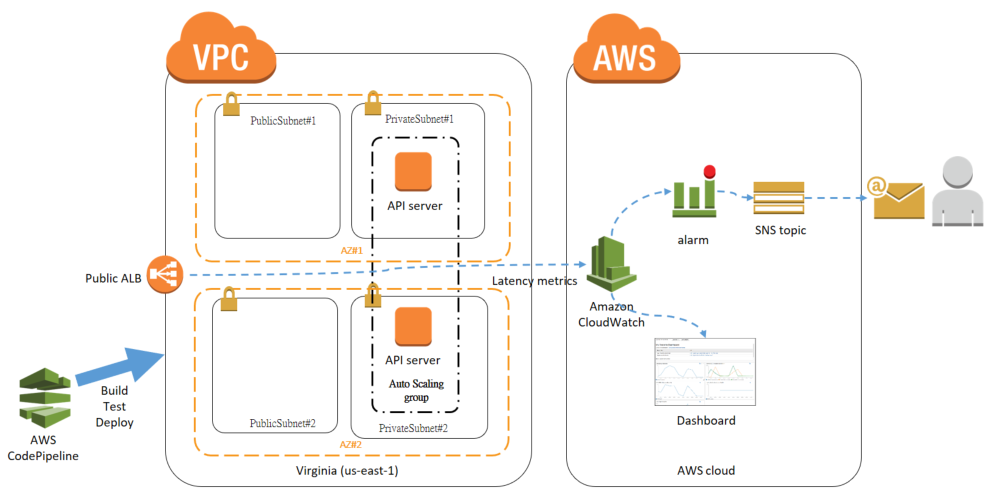 VPC
AWS
PublicSubnet#1
PrivateSubnet#1
API server
AZ#1
Public ALB
Latency metrics
alarm
SNS topic
@
Amazon
CloudWatch
API server
Auto Scaling
group
PublicSubnet#2
PrivateSubnet#2
AZ#2
Build
Test
Deploy
AWS
CodePipeline
Dashboard
Virginia (us-east-1)
AWS cloud